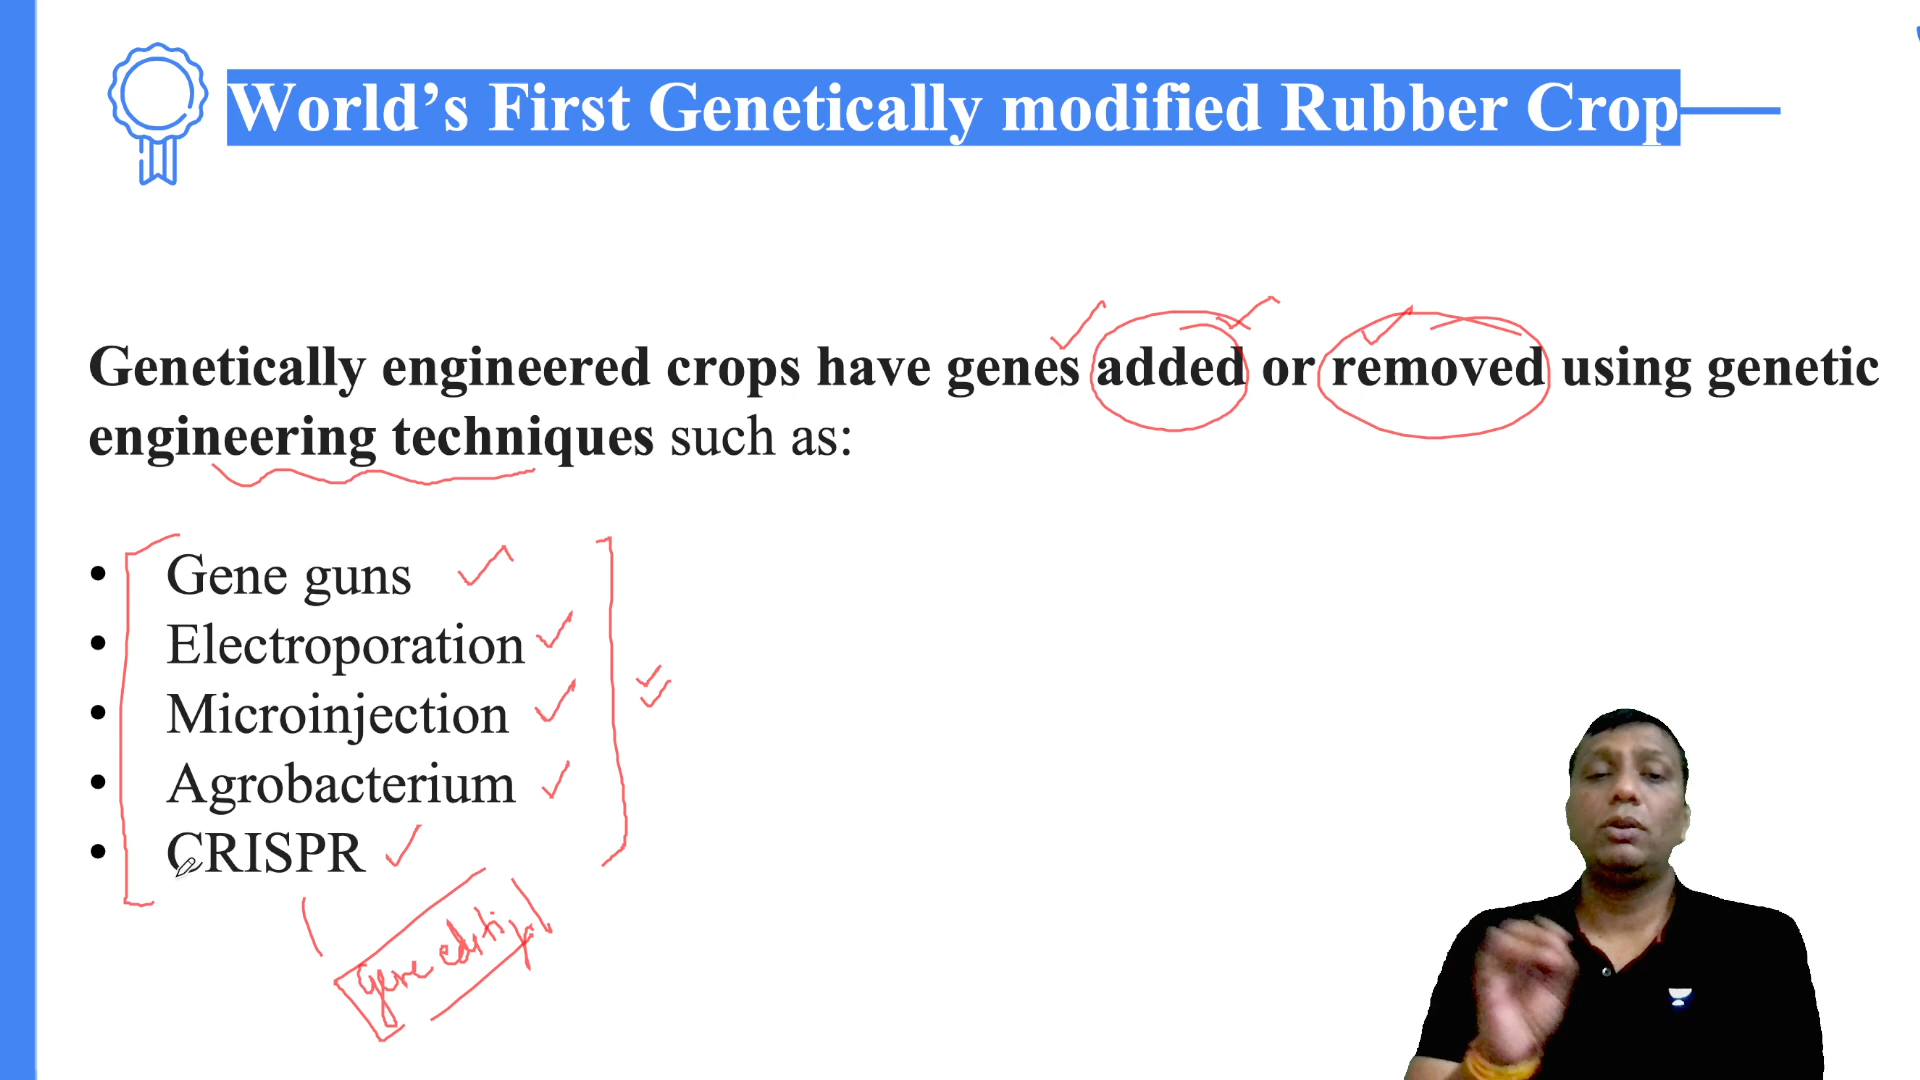 World’s First Genetically modified Rubber Crop
Genetically engineered crops have genes added or removed using genetic
engineering techniques such as:
• Gene guns
• Electroporation
• Microinjection
• Agrobacterium
• CRISPR
gene editing